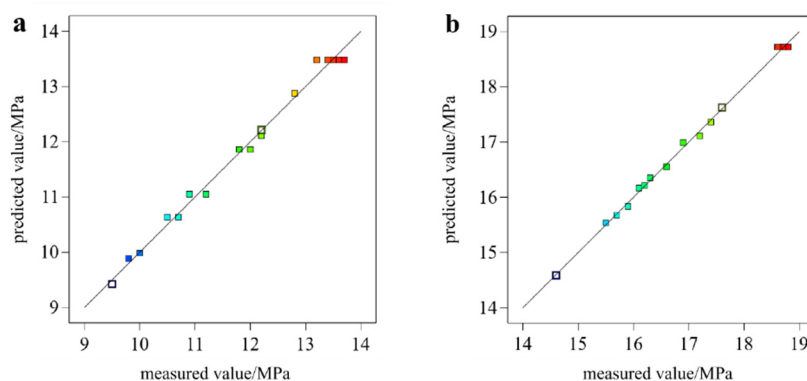 a
14
13
12
11
10
9
predicted value/MPa
9 10 11 12 13 14
measured value/MPa
b
19
18
17
16
15
14
predicted value/MPa
14 15 16 17 18 19
measured value/MPa